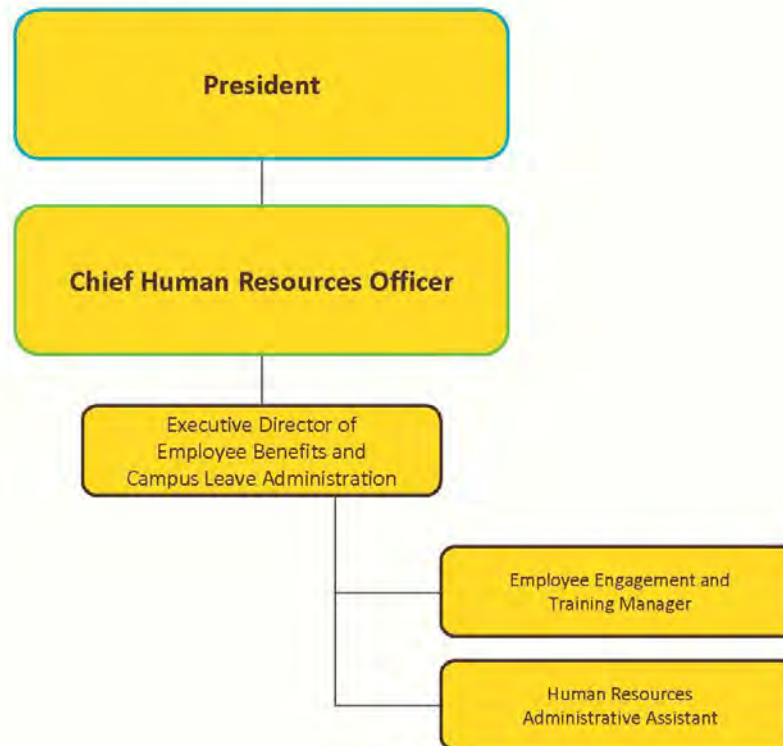 President
Chief Human Resources Officer
Executive Director of
Employee Benefits and
Campus Leave Administration
Employee Engagement and
Training Manager
Human Resources
Administrative Assistant